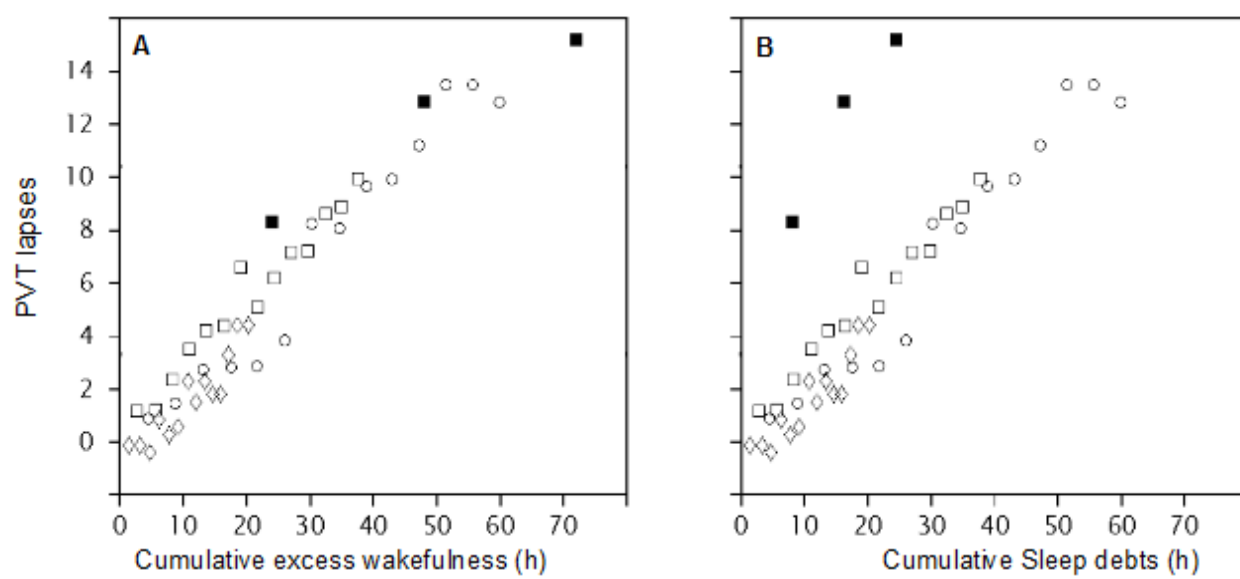 A
B
PVT lapses
14
12
10
8
6
4
2
0
0 10 20 30 40 50 60 70
0 10 20 30 40 50 60 70
Cumulative excess wakefulness (h)
Cumulative Sleep debts (h)